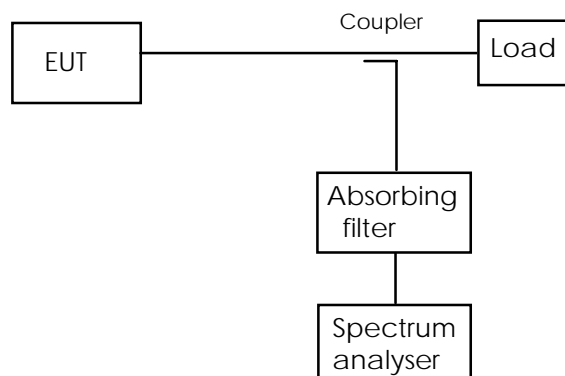 Coupler
EUT
Load
Absorbing
filter
Spectrum
analyser